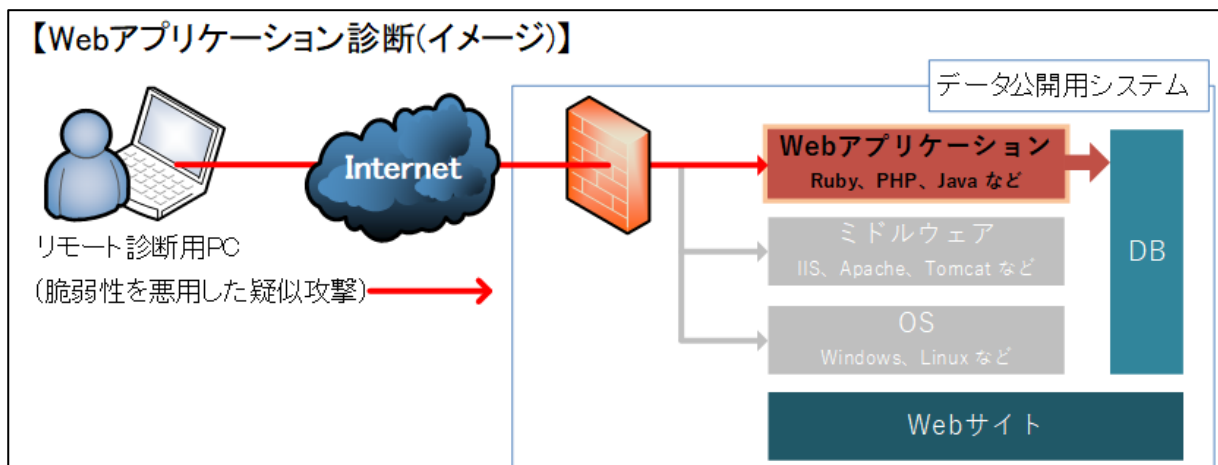 【Webアプリケーション診断(イメージ)】
データ公開用システム
Internet
Webアプリケーション
Ruby、PHP、Java など
ミドルウェア
IIS、Apache、Tomcat など
OS
Windows、Linux など
DB
Webサイト
リモート診断用PC
(脆弱性を悪用した疑似攻撃)